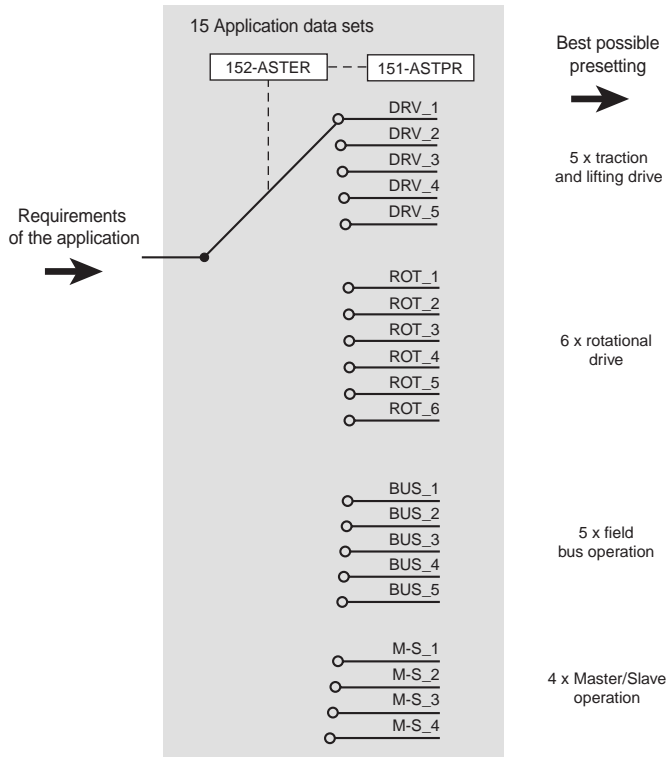 15 Application data sets
152-ASTER
151-ASTPR
Best possible
presetting
DRV_1
DRV_2
DRV_3
DRV_4
DRV_5
5 x traction
and lifting drive
Requirements
of the application
ROT_1
ROT_2
ROT_3
ROT_4
ROT_5
ROT_6
6 x rotational
drive
BUS_1
BUS_2
BUS_3
BUS_4
BUS_5
5 x field
bus operation
M-S_1
M-S_2
M-S_3
M-S_4
4 x Master/Slave
operation